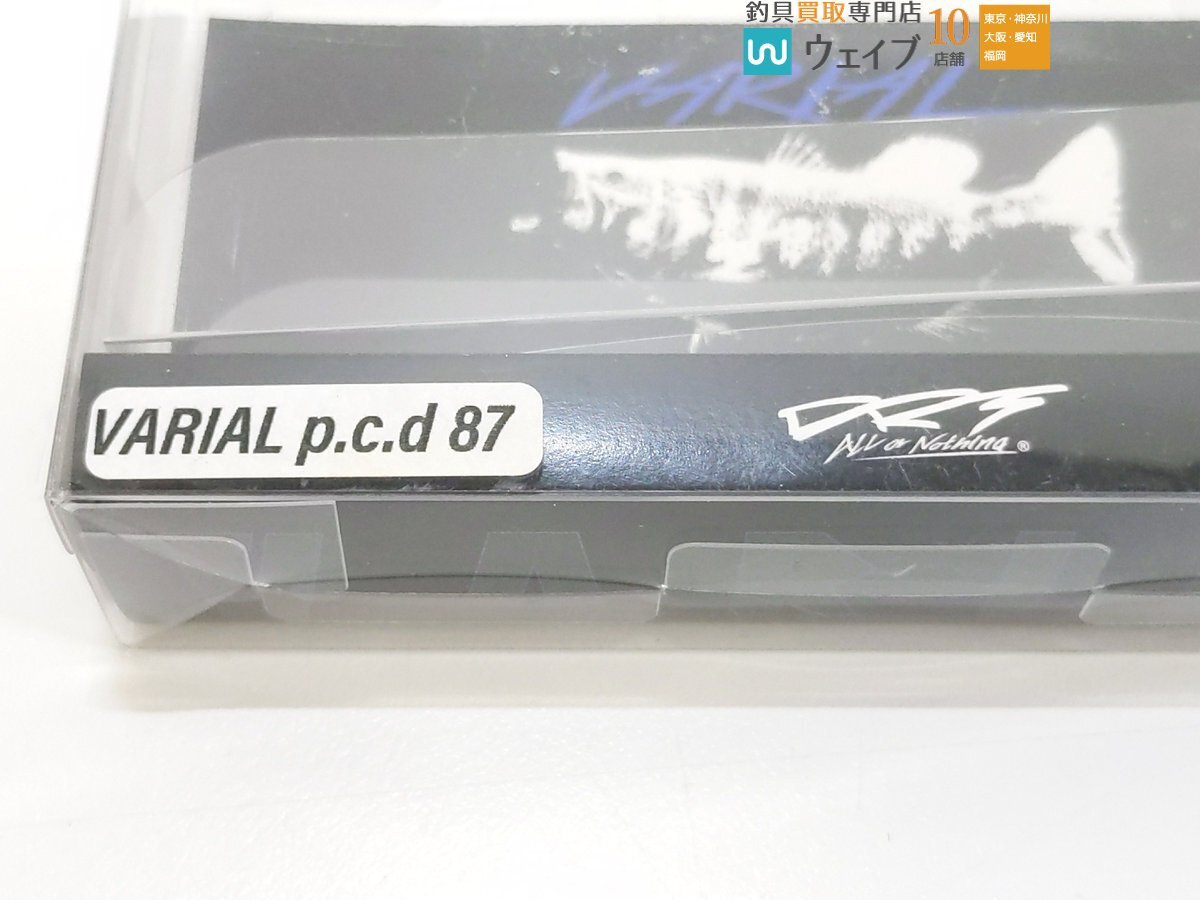 釣具買取専門店
ウェイブ
10
店舗
東京・神奈川
大阪・愛知
福岡
VARIAL
VARIAL p.c.d 87
DRT
ALL or Nothing®